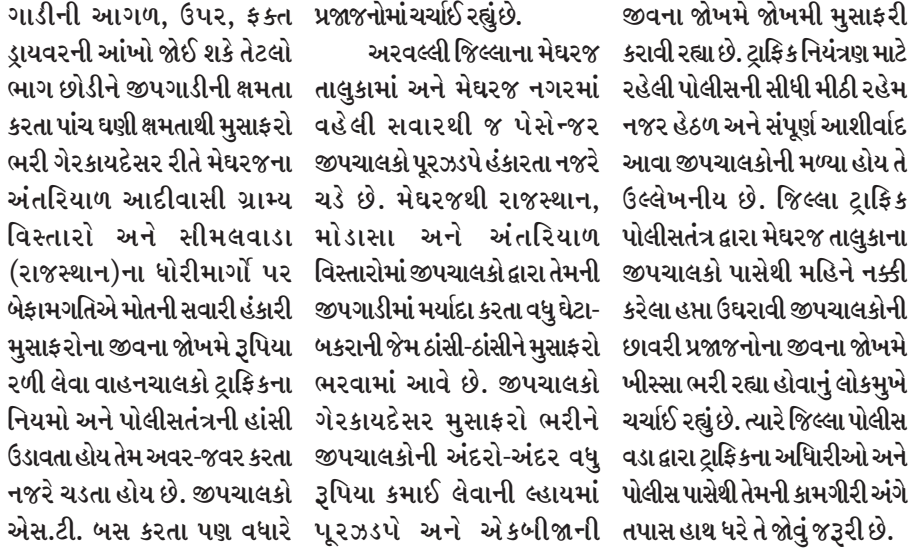 ગાડીની આગળ, ઉપર, ફક્ત
ડ્રાયવરની આંખો જોઈ શકે તેટલો
ભાગ છોડીને જીપગાડીની ક્ષમતા
કરતા પાંચ ઘણી ક્ષમતાથી મુસાફરો
ભરી ગેરકાયદેસર રીતે મેઘરજના
અંતરિયાળ આદીવાસી ગ્રામ્ય
વિસ્તારો અને સીમલવાડા
(રાજસ્થાન)ના ધોરીમાર્ગો પર
બેફામગતિએ મોતની સવારી હંકારી
મુસાફરોના જીવના જોખમે રૂપિયા
રળી લેવા વાહનચાલકો ટ્રાફિકના
નિયમો અને પોલીસતંત્રની હાંસી
ઉડાવતા હોય તેમ અવર-જવર કરતા
નજરે ચડતા હોય છે. જીપચાલકો
એસ.ટી. બસ કરતા પણ વધારે
પ્રજાજનોમાં ચર્ચાઈ રહ્યું છે.
અરવલ્લી જિલ્લાના મેઘરજ
તાલુકામાં અને મેઘરજ નગરમાં
વહેલી સવારથી જ પેસેન્જર
જીપચાલકો પૂરઝડપે હંકારતા નજરે
ચડે છે. મેઘરજથી રાજસ્થાન,
મોડાસા અને અંતરિયાળ
વિસ્તારોમાં જીપચાલકો દ્વારા તેમની
જીપગાડીમાં મર્યાદા કરતા વધુ ઘેટા-
બકરાની જેમ ઠાંસી-ઠાંસીને મુસાફરો
ભરવામાં આવે છે. જીપચાલકો
ગેરકાયદેસર મુસાફરો ભરીને
જીપચાલકોની અંદરો-અંદર વધુ
રૂપિયા કમાઈ લેવાની લ્હાયમાં
પૂરઝડપે અને એકબીજાની
જીવના જોખમે જોખમી મુસાફરી
કરાવી રહ્યા છે. ટ્રાફિક નિયંત્રણ માટે
રહેલી પોલીસની સીધી મીઠી રહેમ
નજર હેઠળ અને સંપૂર્ણ આશીર્વાદ
આવા જીપચાલકોની મળ્યા હોય તે
ઉલ્લેખનીય છે. જિલ્લા ટ્રાફિક
પોલીસતંત્ર દ્વારા મેઘરજ તાલુકાના
જીપચાલકો પાસેથી મહિને નક્કી
કરેલા હપ્તા ઉઘરાવી જીપચાલકોની
છાવરી પ્રજાજનોના જીવના જોખમે
ખીસ્સા ભરી રહ્યા હોવાનું લોકમુખે
ચર્ચાઈ રહ્યું છે. ત્યારે જિલ્લા પોલીસ
વડા દ્વારા ટ્રાફિકના અધિારીઓ અને
પોલીસ પાસેથી તેમની કામગીરી અંગે
તપાસ હાથ ધરે તે જોવું જરૂરી છે.